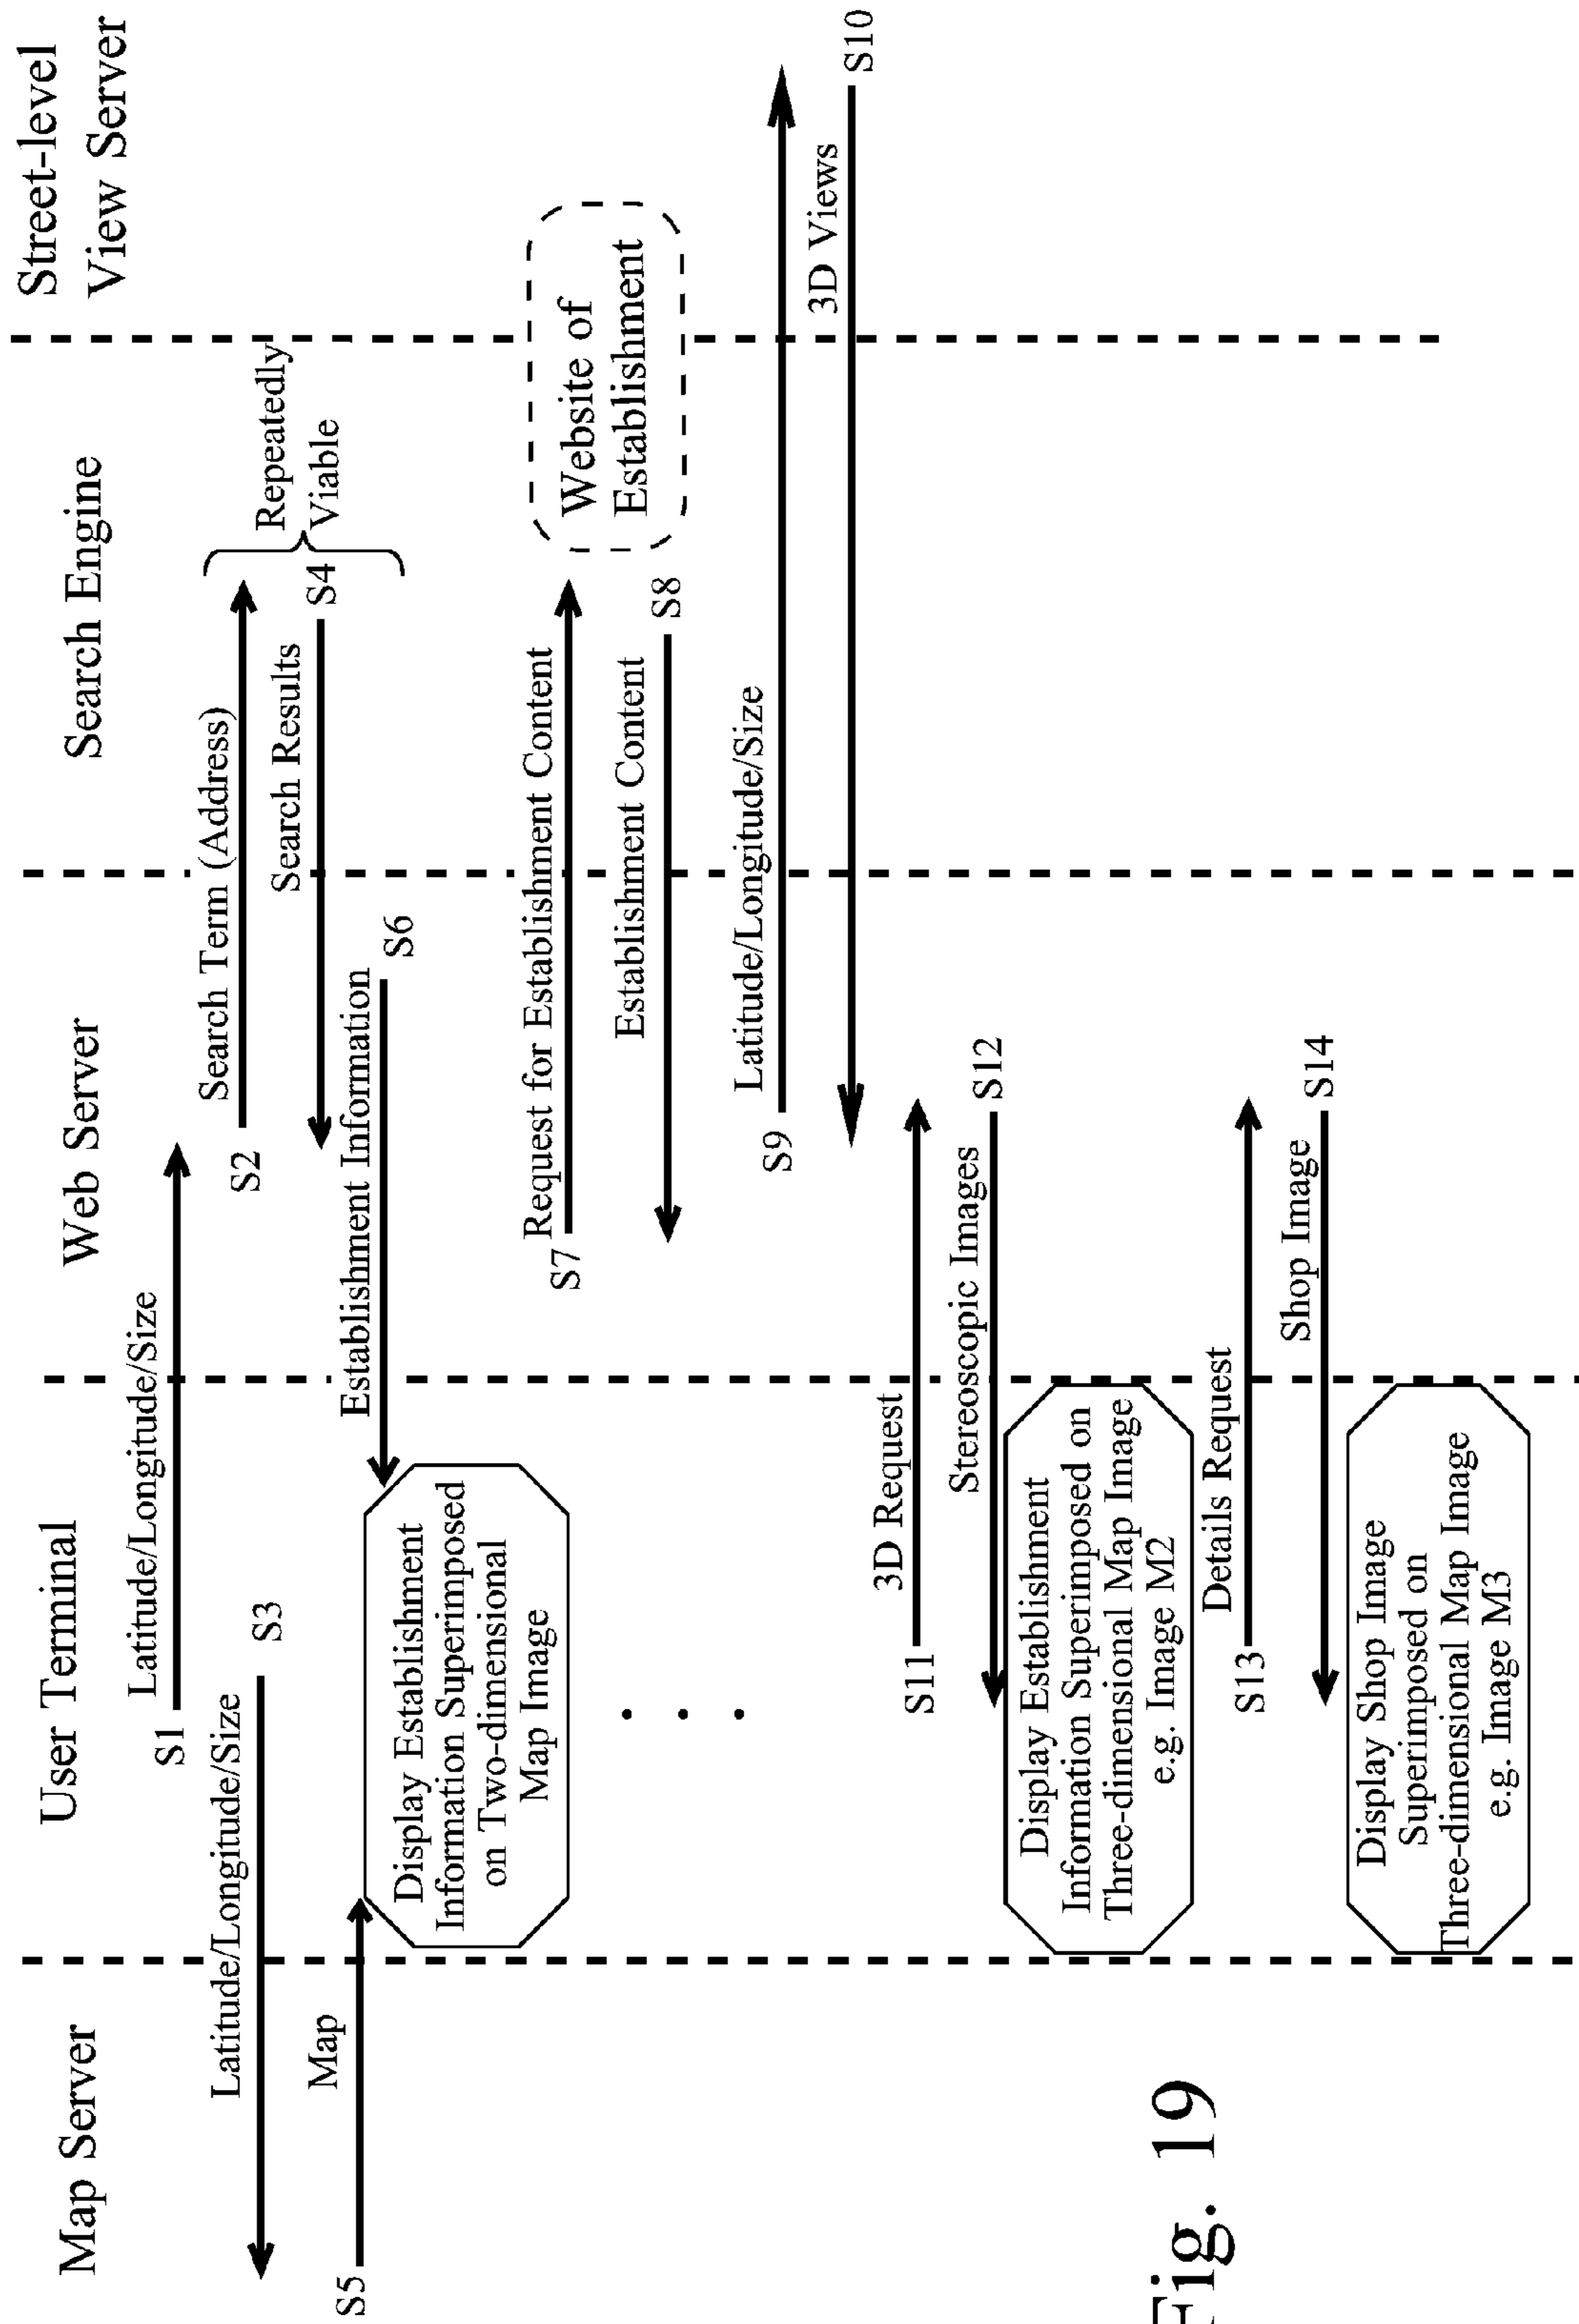 Map Server
User Terminal
Web Server
Search Engine
Street-level
View Server
S1
Latitude/Longitude/Size
S2
Search Term (Address)
Latitude/Longitude/Size
S3
Search Results
S4
Repeatedly
Viable
S5
Map
Establishment Information
S6
Display Establishment
Information Superimposed
on Two-dimensional
Map Image
S7
Request for Establishment Content
Website of
Establishment
Establishment Content
S8
S9
Latitude/Longitude/Size
3D Views
S10
S11
3D Request
Stereoscopic Images
S12
Display Establishment
Information Superimposed on
Three-dimensional Map Image
e.g. Image M2
S13
Details Request
Shop Image
S14
Display Shop Image
Superimposed on
Three-dimensional Map Image
e.g. Image M3
Fig. 19